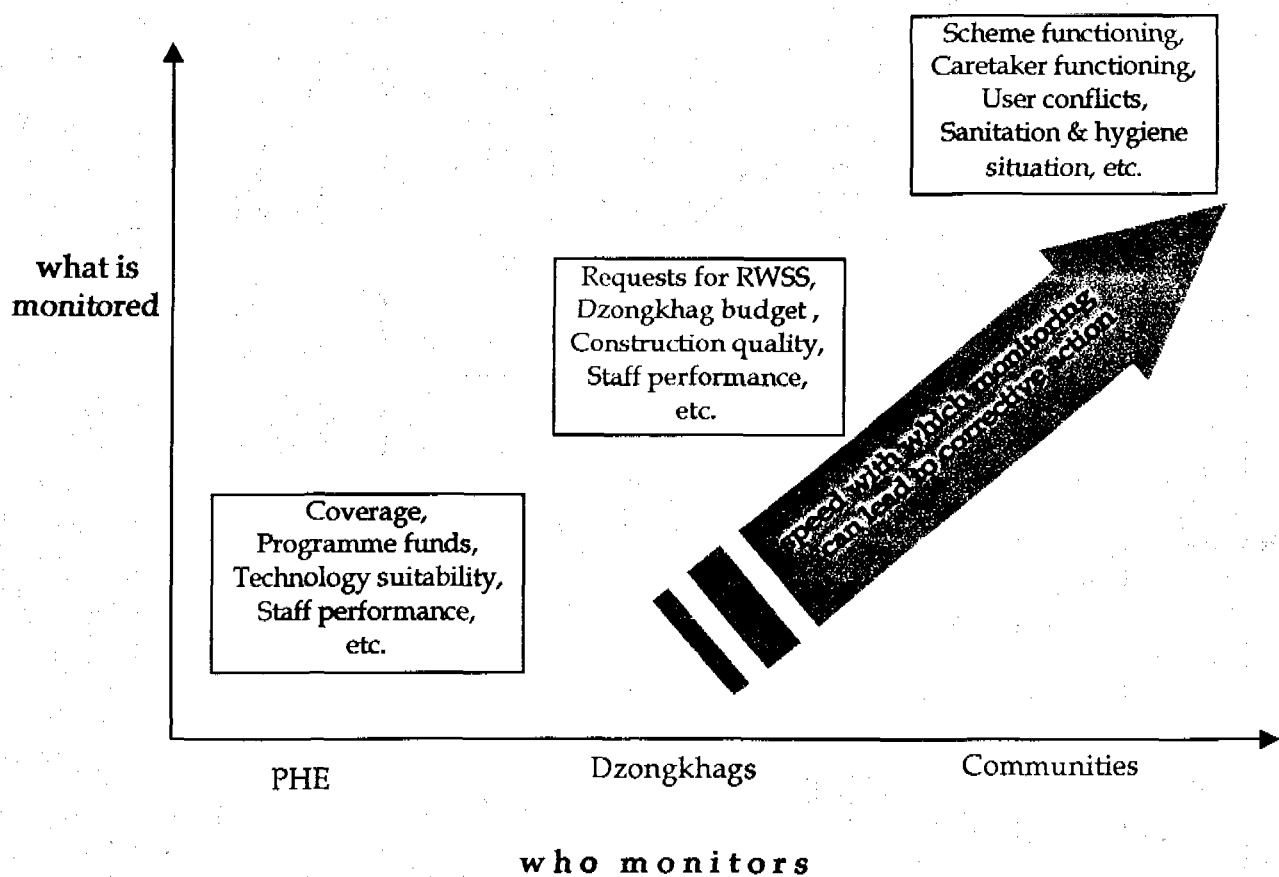 Scheme functioning,
Caretaker functioning,
User conflicts,
Sanitation & hygiene
situation, etc.
what is
monitored
Requests for RWSS,
Dzongkhag budget ,
Construction quality,
Staff performance,
etc.
speed with which monitoring
can lead to corrective action
Coverage,
Programme funds,
Technology suitability,
Staff performance,
etc.
PHE
Dzongkhags
Communities
who monitors